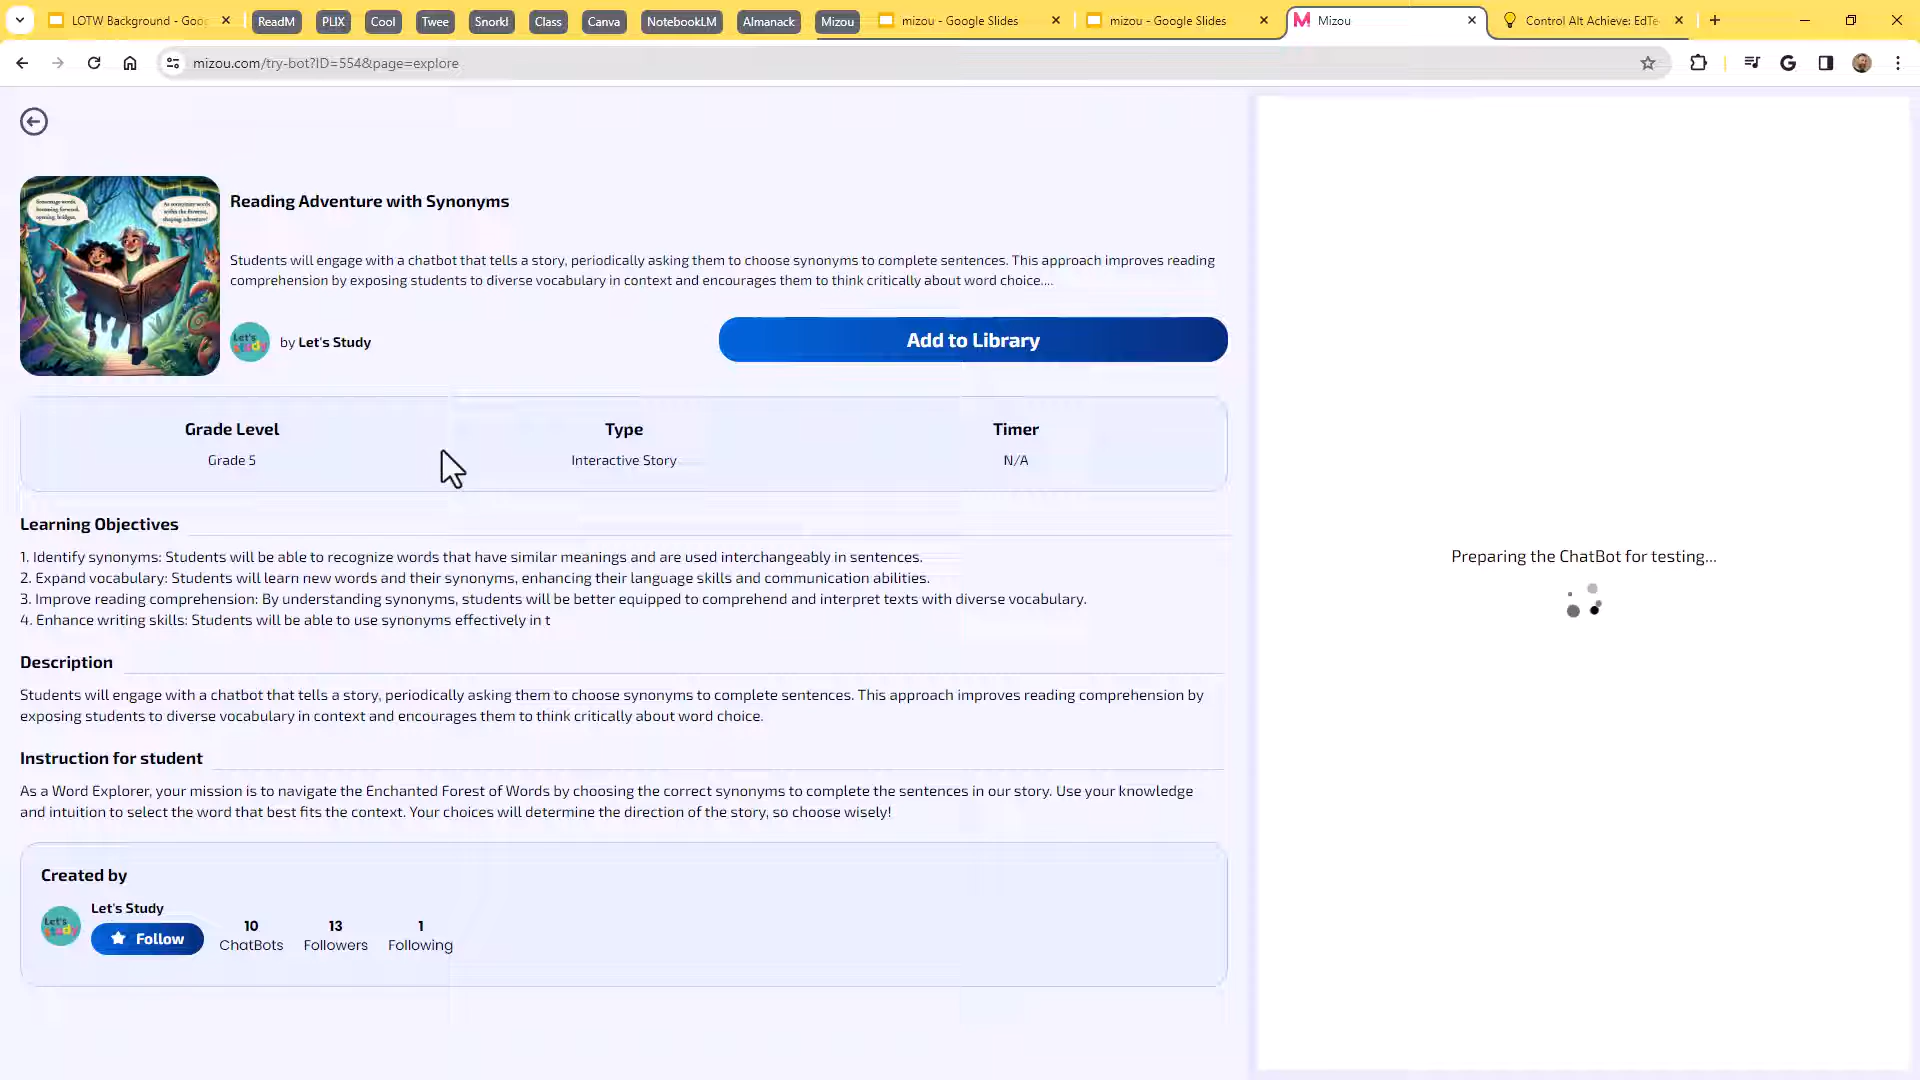 LOTW Background - Goo
ReadM
PLIX
Cool
Twee
Snorkl
Class
Canva
NotebookLM
Almanack
Mizou
mizou - Google Slides
mizou - Google Slides
Mizou
Control Alt Achieve: EdTe
mizou.com/try-bot?ID=554&page=explore
Reading Adventure with Synonyms
Students will engage with a chatbot that tells a story, periodically asking them to choose synonyms to complete sentences. This approach improves reading
comprehension by exposing students to diverse vocabulary in context and encourages them to think critically about word choice....
Let's study
by Let's Study
Add to Library
Grade Level
Type
Timer
Grade 5
Interactive Story
N/A
Learning Objectives
1. Identify synonyms: Students will be able to recognize words that have similar meanings and are used interchangeably in sentences.
2. Expand vocabulary: Students will learn new words and their synonyms, enhancing their language skills and communication abilities.
3. Improve reading comprehension: By understanding synonyms, students will be better equipped to comprehend and interpret texts with diverse vocabulary.
4. Enhance writing skills: Students will be able to use synonyms effectively in t
Description
Students will engage with a chatbot that tells a story, periodically asking them to choose synonyms to complete sentences. This approach improves reading comprehension by
exposing students to diverse vocabulary in context and encourages them to think critically about word choice.
Instruction for student
As a Word Explorer, your mission is to navigate the Enchanted Forest of Words by choosing the correct synonyms to complete the sentences in our story. Use your knowledge
and intuition to select the word that best fits the context. Your choices will determine the direction of the story, so choose wisely!
Created by
Let's study
Let's Study
Follow
10
ChatBots
13
Followers
1
Following
Preparing the ChatBot for testing...